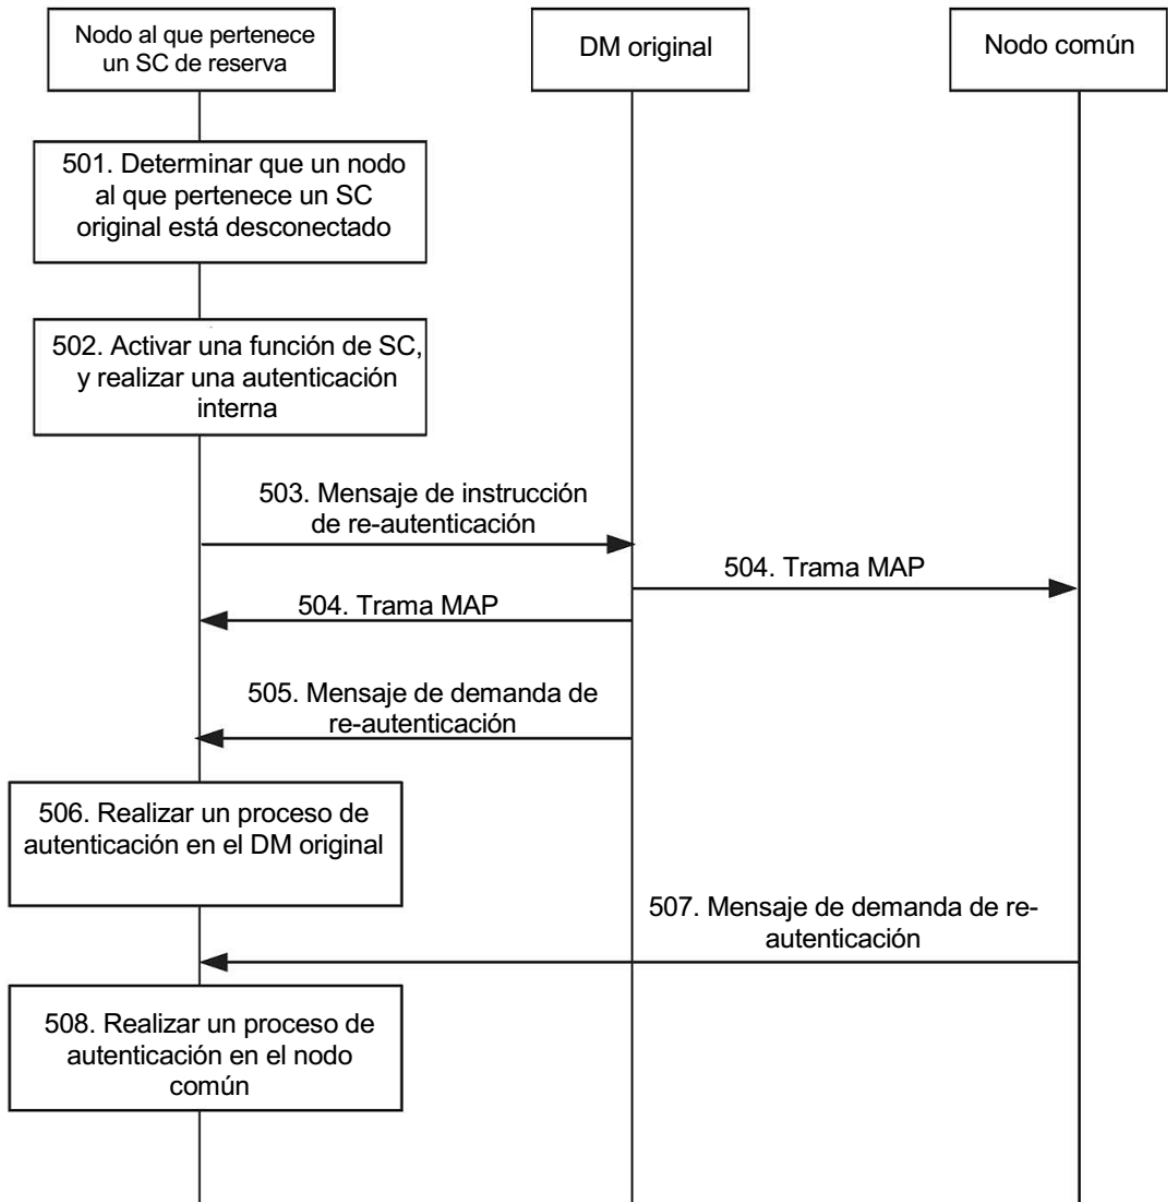 Nodo al que pertenece
un SC de reserva
DM original
Nodo común
501. Determinar que un nodo
al que pertenece un SC
original está desconectado
502. Activar una función de SC,
y realizar una autenticación
interna
503. Mensaje de instrucción
de re-autenticación
504. Trama MAP
504. Trama MAP
505. Mensaje de demanda de
re-autenticación
506. Realizar un proceso de
autenticación en el DM original
507. Mensaje de demanda de re-
autenticación
508. Realizar un proceso de
autenticación en el nodo
común